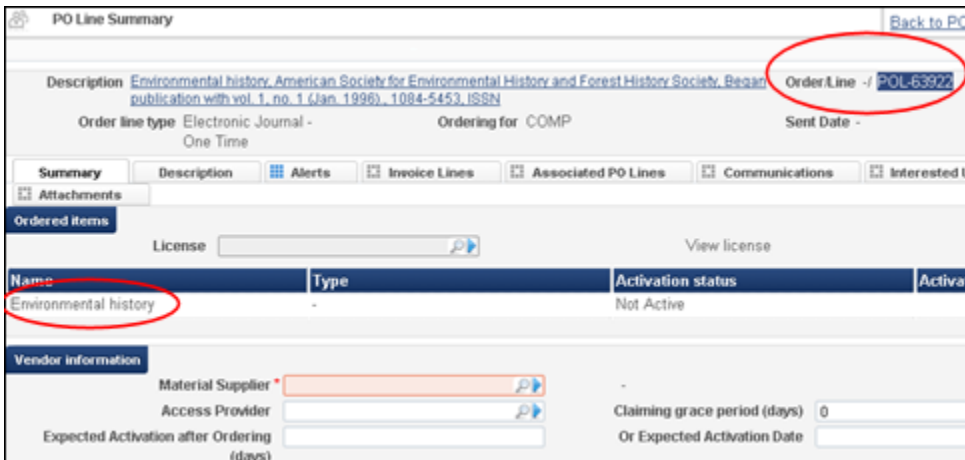 PO Line Summary
Back to PO
Description Environmental history, American Society for Environmental History and Forest History Society, Began Order/Line -/ POL-63922
publication with vol. 1, no. 1 (Jan. 1996)., 1084-5453, ISSN
Order line type Electronic Journal - Ordering for COMP Sent Date -
One Time
Summary Description Alerts Invoice Lines Associated PO Lines Communications Interested U
Attachments
Ordered items
License View license
Name Type Activation status Activa
Environmental history - Not Active
Vendor information
Material Supplier * -
Access Provider Claiming grace period (days) 0
Expected Activation after Ordering Or Expected Activation Date
(days)